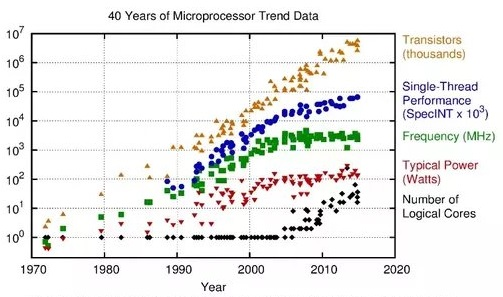 40 Years of Microprocessor Trend Data
10⁷
10⁶
10⁵
10⁴
10³
10²
10¹
10⁰
Transistors
(thousands)
Single-Thread
Performance
(SpecINT x 10³)
Frequency (MHz)
Typical Power
(Watts)
Number of
Logical Cores
1970 1980 1990 2000 2010 2020
Year